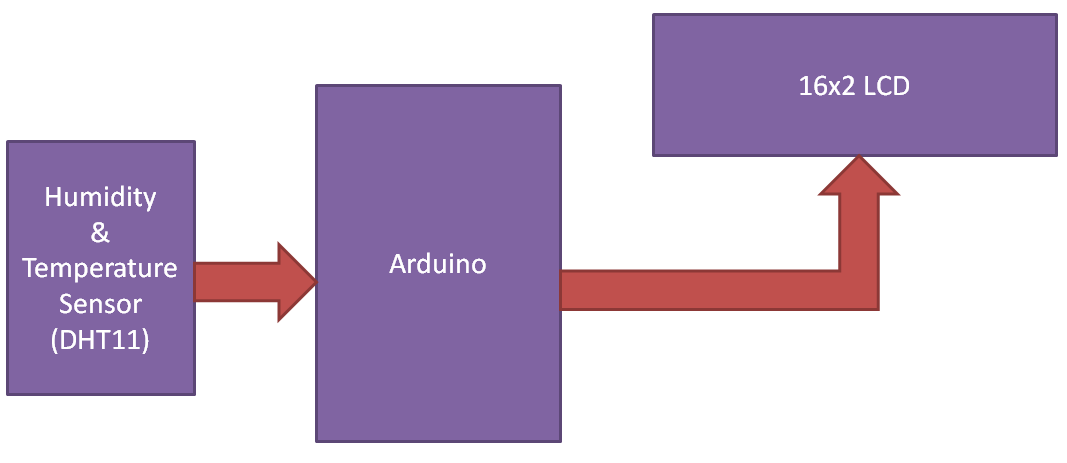 16x2 LCD
Humidity
&
Temperature
Sensor
(DHT11)
Arduino